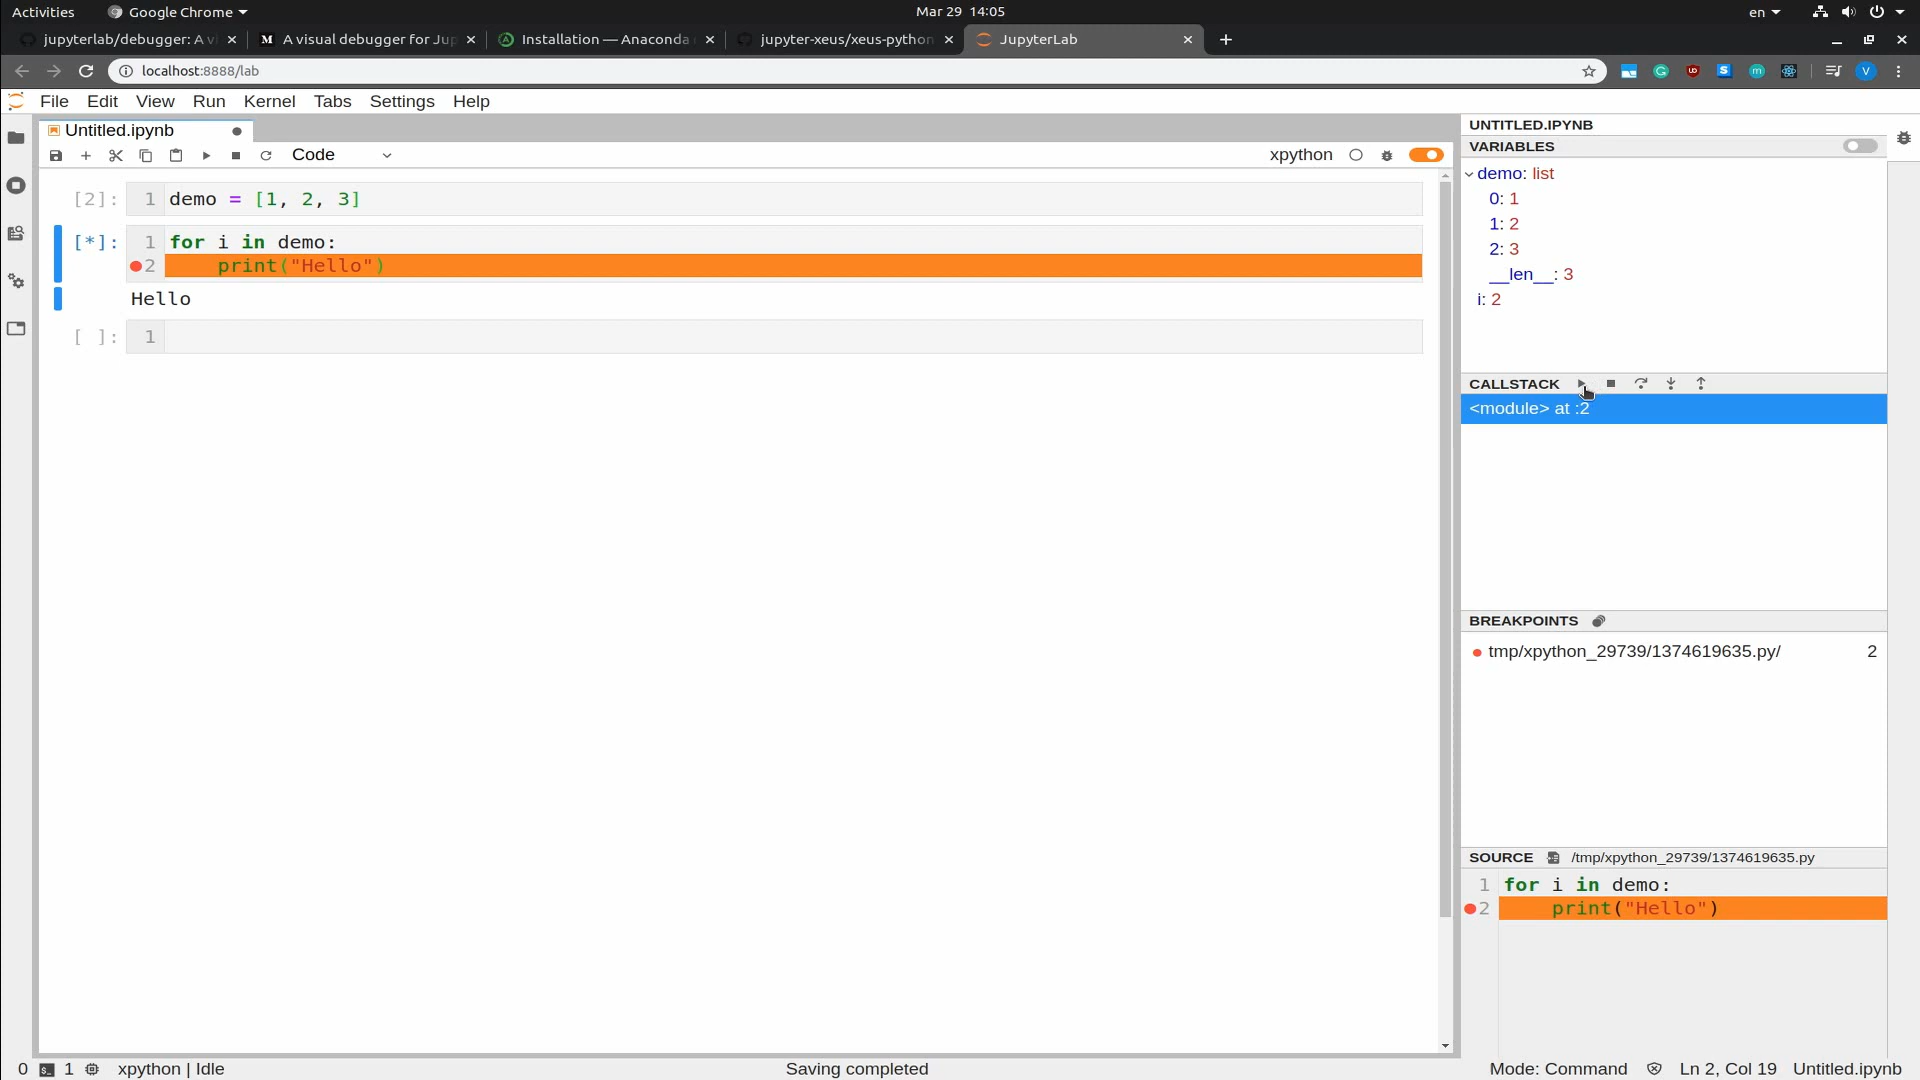 Activities Google Chrome Mar 29 14:05 en
jupyterlab/debugger: A vi A visual debugger for Jup Installation — Anaconda jupyter-xeus/xeus-python JupyterLab
localhost:8888/lab V
File Edit View Run Kernel Tabs Settings Help
Untitled.ipynb
Code xpython
[2]: 1 demo = [1, 2, 3]
[*]: 1 for i in demo:
2 print("Hello")
Hello
[ ]: 1
UNTITLED.IPYNB
VARIABLES
demo: list
0: 1
1: 2
2: 3
__len__: 3
i: 2
CALLSTACK
<module> at :2
BREAKPOINTS
tmp/xpython_29739/1374619635.py/ 2
SOURCE /tmp/xpython_29739/1374619635.py
1 for i in demo:
2 print("Hello")
0 1 xpython | Idle Saving completed Mode: Command Ln 2, Col 19 Untitled.ipynb